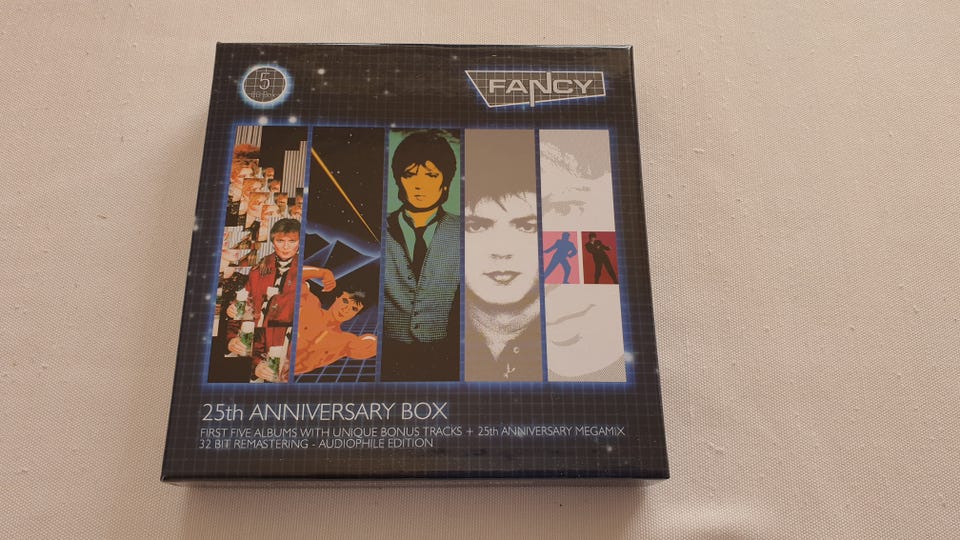 5
FANCY
25th ANNIVERSARY BOX
FIRST FIVE ALBUMS WITH UNIQUE BONUS TRACKS + 25th ANNIVERSARY MEGAMIX
32 BIT REMASTERING - AUDIOPHILE EDITION